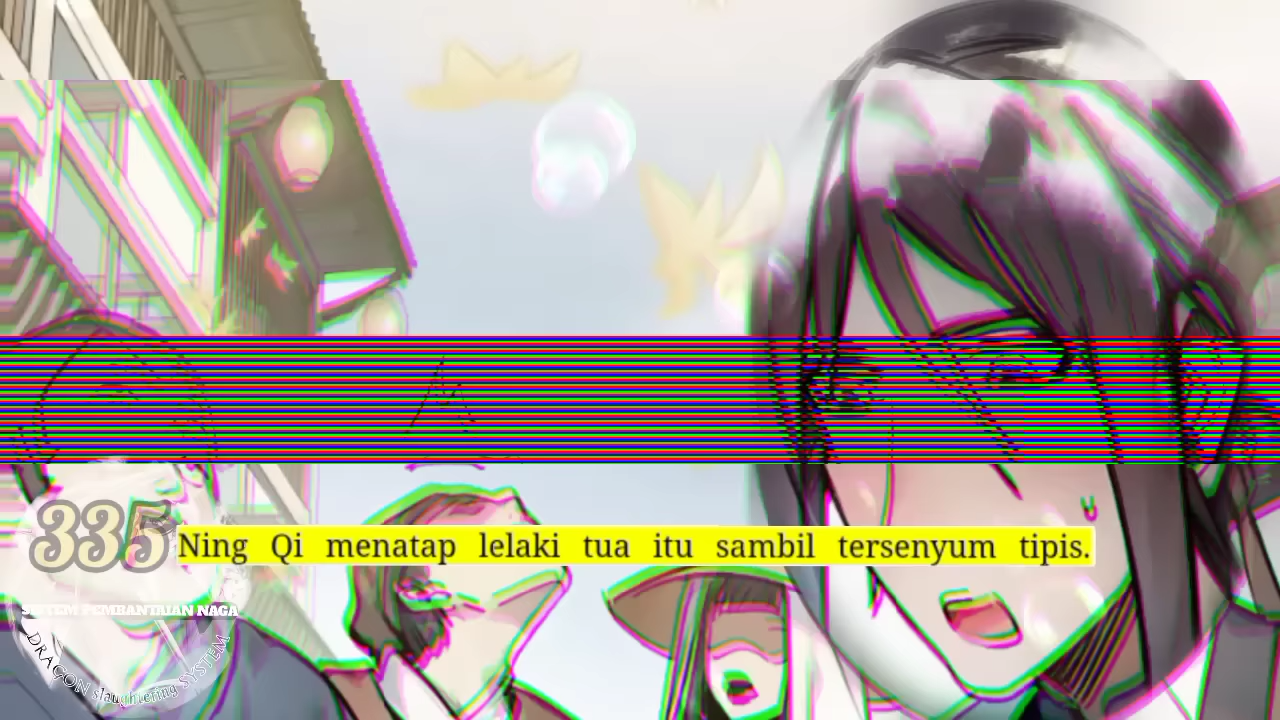 335
Ning Qi menatap lelaki tua itu sambil tersenyum tipis.
SISTEM PEMBANTAIAN NAGA
DRAGON slaughtering SYSTEM